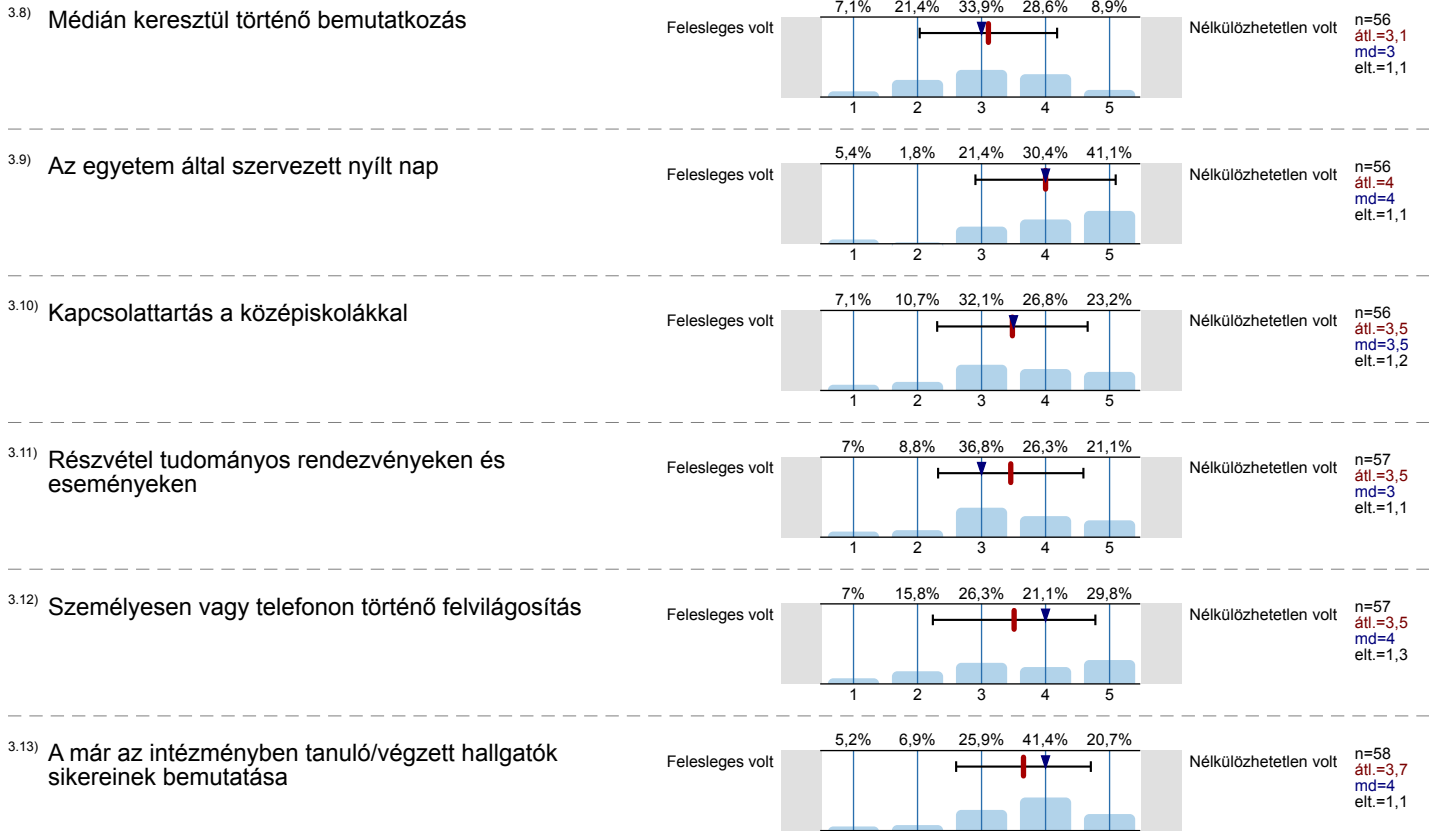 3.8) Médián keresztül történő bemutatkozás
Felesleges volt
7,1% 21,4% 33,9% 28,6% 8,9%
1 2 3 4 5
Nélkülözhetetlen volt
n=56
átl.=3,1
md=3
elt.=1,1
3.9) Az egyetem által szervezett nyílt nap
Felesleges volt
5,4% 1,8% 21,4% 30,4% 41,1%
1 2 3 4 5
Nélkülözhetetlen volt
n=56
átl.=4
md=4
elt.=1,1
3.10) Kapcsolattartás a középiskolákkal
Felesleges volt
7,1% 10,7% 32,1% 26,8% 23,2%
1 2 3 4 5
Nélkülözhetetlen volt
n=56
átl.=3,5
md=3,5
elt.=1,2
3.11) Részvétel tudományos rendezvényeken és
eseményeken
Felesleges volt
7% 8,8% 36,8% 26,3% 21,1%
1 2 3 4 5
Nélkülözhetetlen volt
n=57
átl.=3,5
md=3
elt.=1,1
3.12) Személyesen vagy telefonon történő felvilágosítás
Felesleges volt
7% 15,8% 26,3% 21,1% 29,8%
1 2 3 4 5
Nélkülözhetetlen volt
n=57
átl.=3,5
md=4
elt.=1,3
3.13) A már az intézményben tanuló/végzett hallgatók
sikereinek bemutatása
Felesleges volt
5,2% 6,9% 25,9% 41,4% 20,7%
Nélkülözhetetlen volt
n=58
átl.=3,7
md=4
elt.=1,1